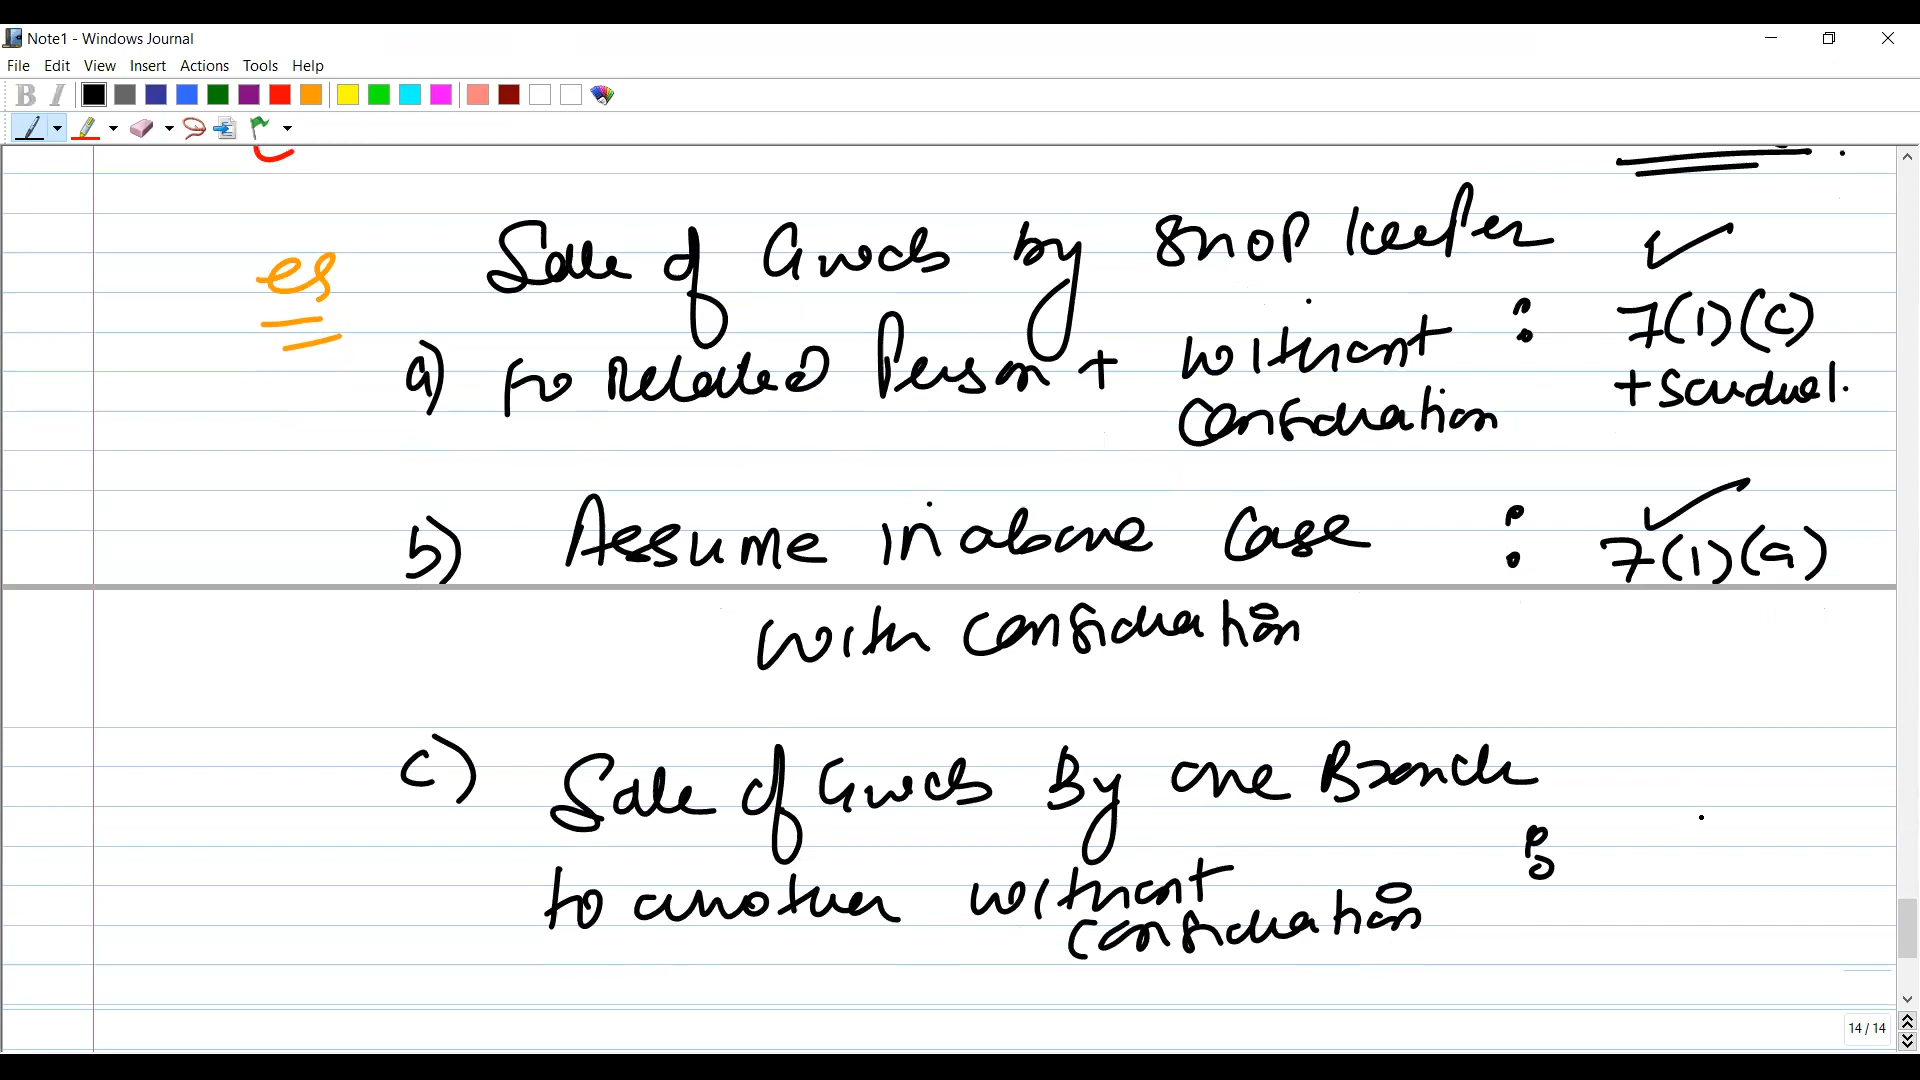 Note1 - Windows Journal
File Edit View Insert Actions Tools Help
B I
eg Sale of Goods by shop keeper
a) to Related Person + without : 7(1)(c)
consideration + Schedule I.
b) Assume in above case : 7(1)(a)
with consideration
c) Sale of Goods By one Branch
to another without :
consideration
14 / 14